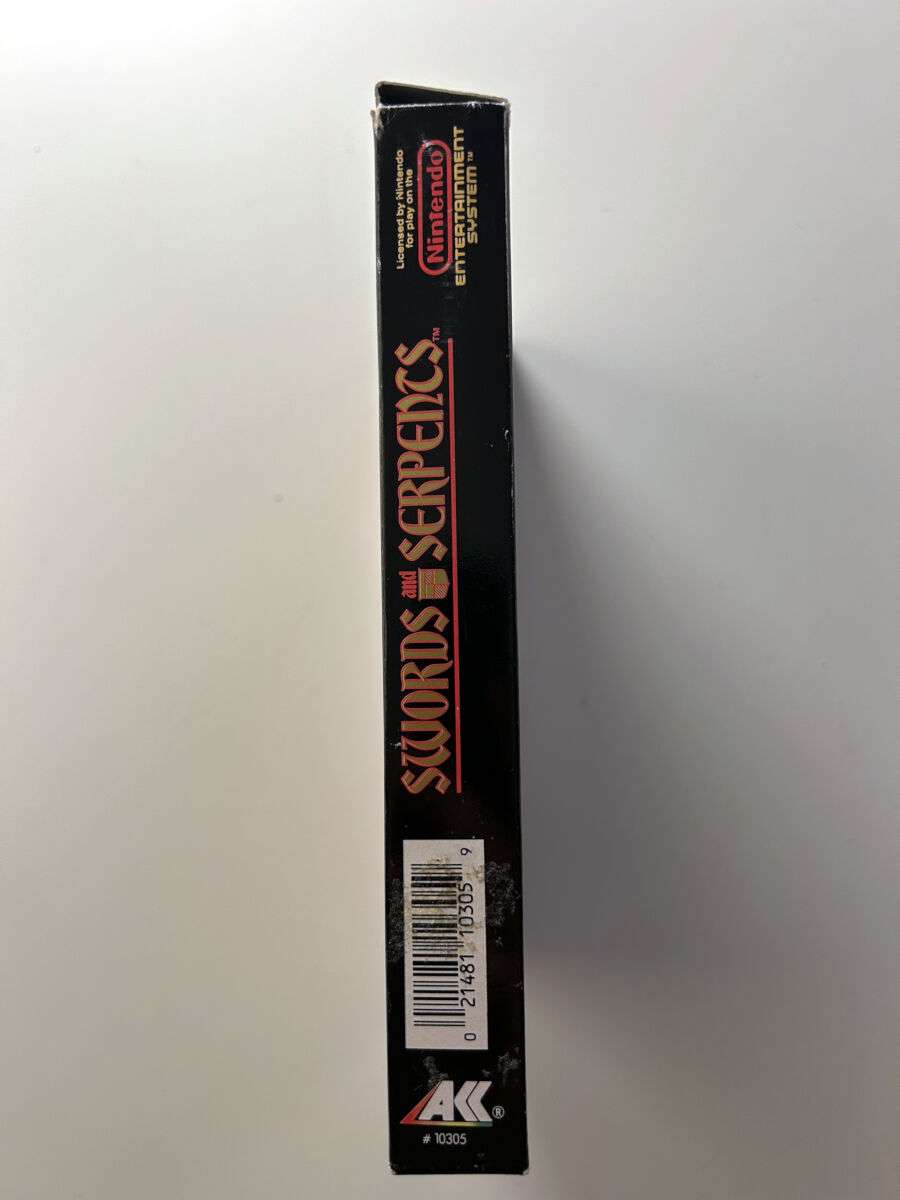 Licensed by Nintendo
for play on the
Nintendo
ENTERTAINMENT
SYSTEM™
SWORDS and SERPENTS™
0 21481 10305 9
AKK®
# 10305